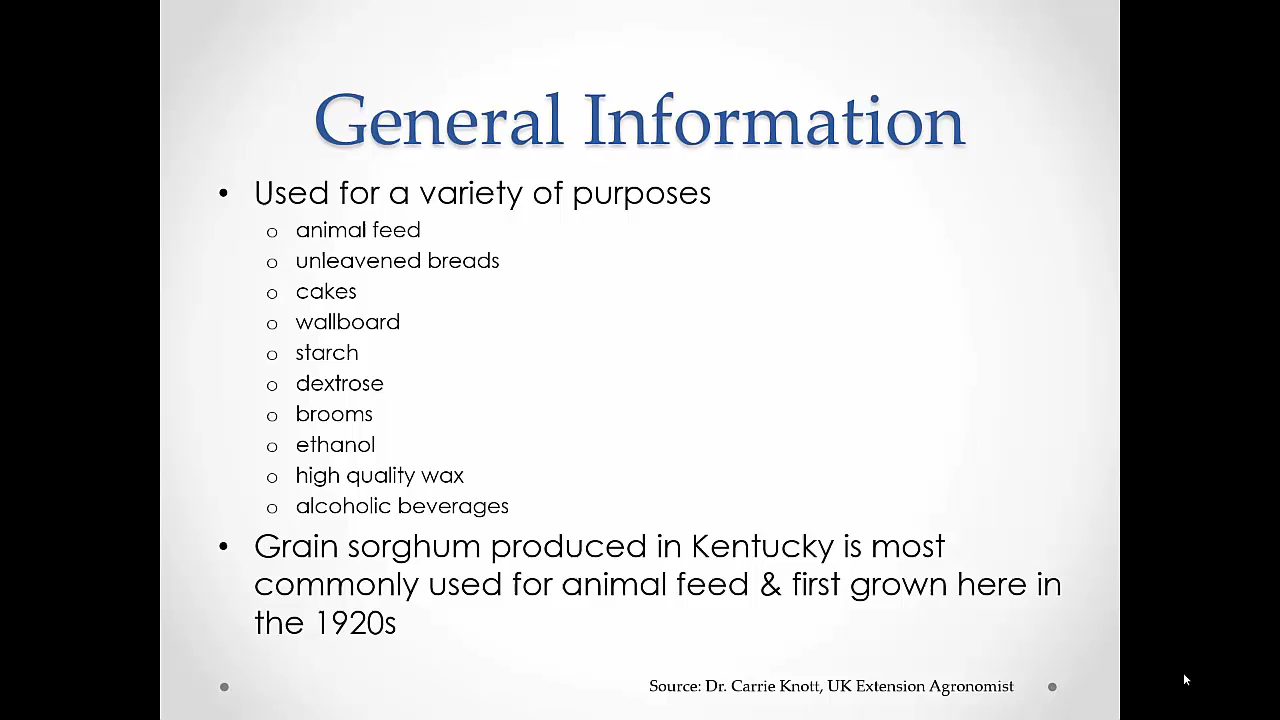 General Information
• Used for a variety of purposes
o animal feed
o unleavened breads
o cakes
o wallboard
o starch
o dextrose
o brooms
o ethanol
o high quality wax
o alcoholic beverages
• Grain sorghum produced in Kentucky is most
commonly used for animal feed & first grown here in
the 1920s
Source: Dr. Carrie Knott, UK Extension Agronomist